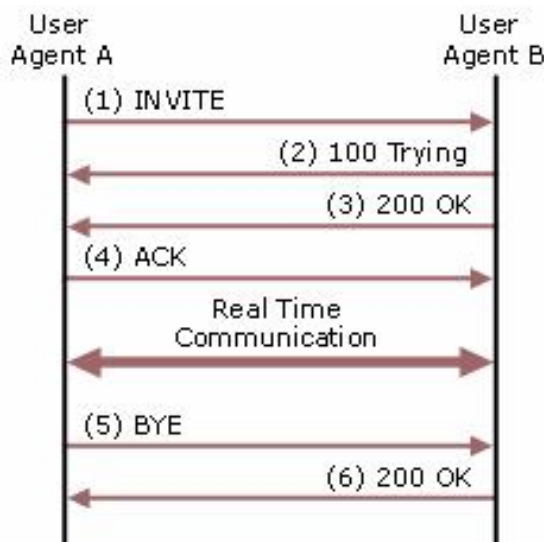 User
Agent A
User
Agent B
(1) INVITE
(2) 100 Trying
(3) 200 OK
(4) ACK
Real Time
Communication
(5) BYE
(6) 200 OK